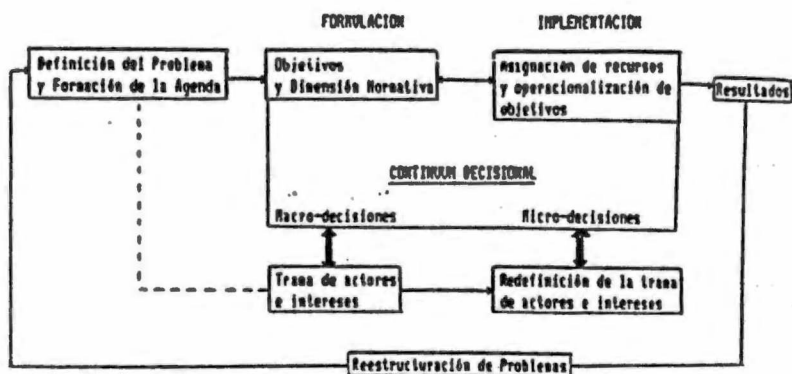 FORMULACION
IMPLEMENTACION
Definición del Problema
y Formación de la Agenda
Objetivos
y Dimensión Normativa
Asignación de recursos
y operacionalización de
objetivos
Resultados
CONTINUUM DECISIONAL
Macro-decisiones
Micro-decisiones
Trama de actores
e intereses
Redefinición de la trama
de actores e intereses
Reestructuración de Problemas